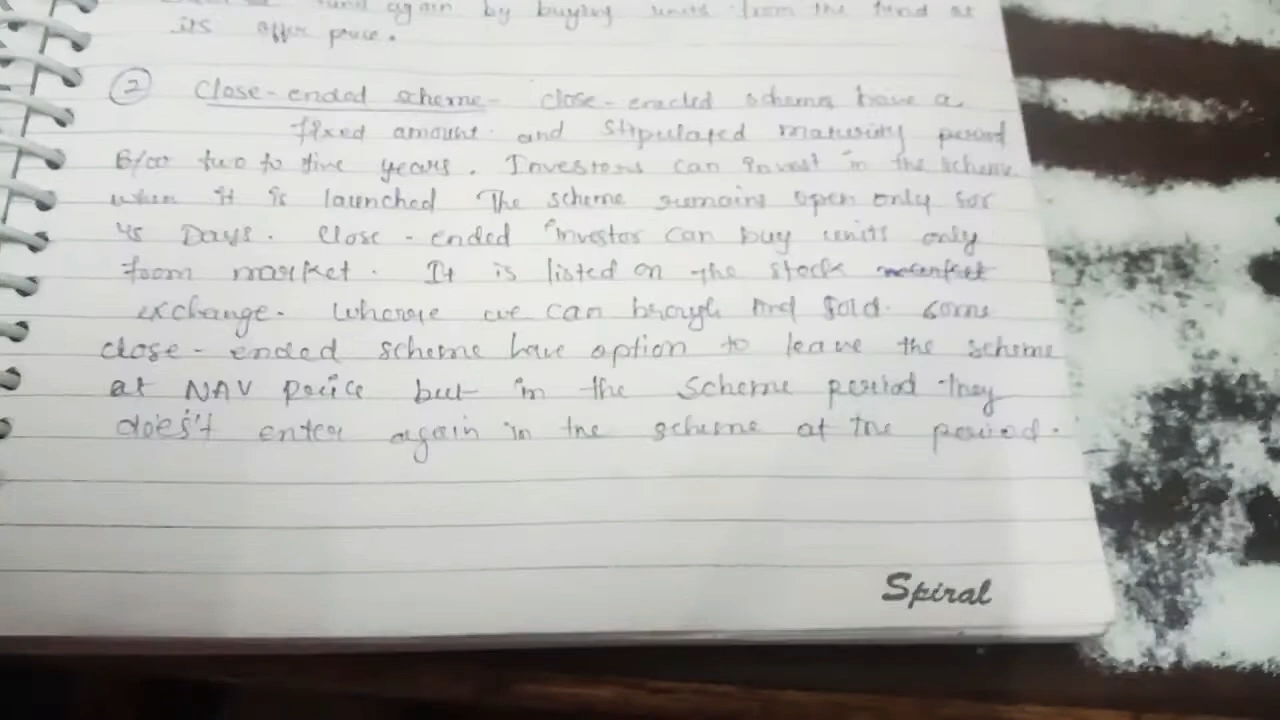 fund again by buying units from the fund at
its offer price.
② Close-ended scheme - close-ended schemes have a
fixed amount and stipulated maturity period
B/w two to five years. Investors can invest in the scheme
when it is launched The scheme remains open only for
45 Days. Close-ended investor can buy units only
from market. It is listed on the stock
exchange. Where we can and sold. some
close-ended scheme have option to leave the scheme
at NAV price but in the scheme period they
does't enter again in the scheme at the period.
Spiral